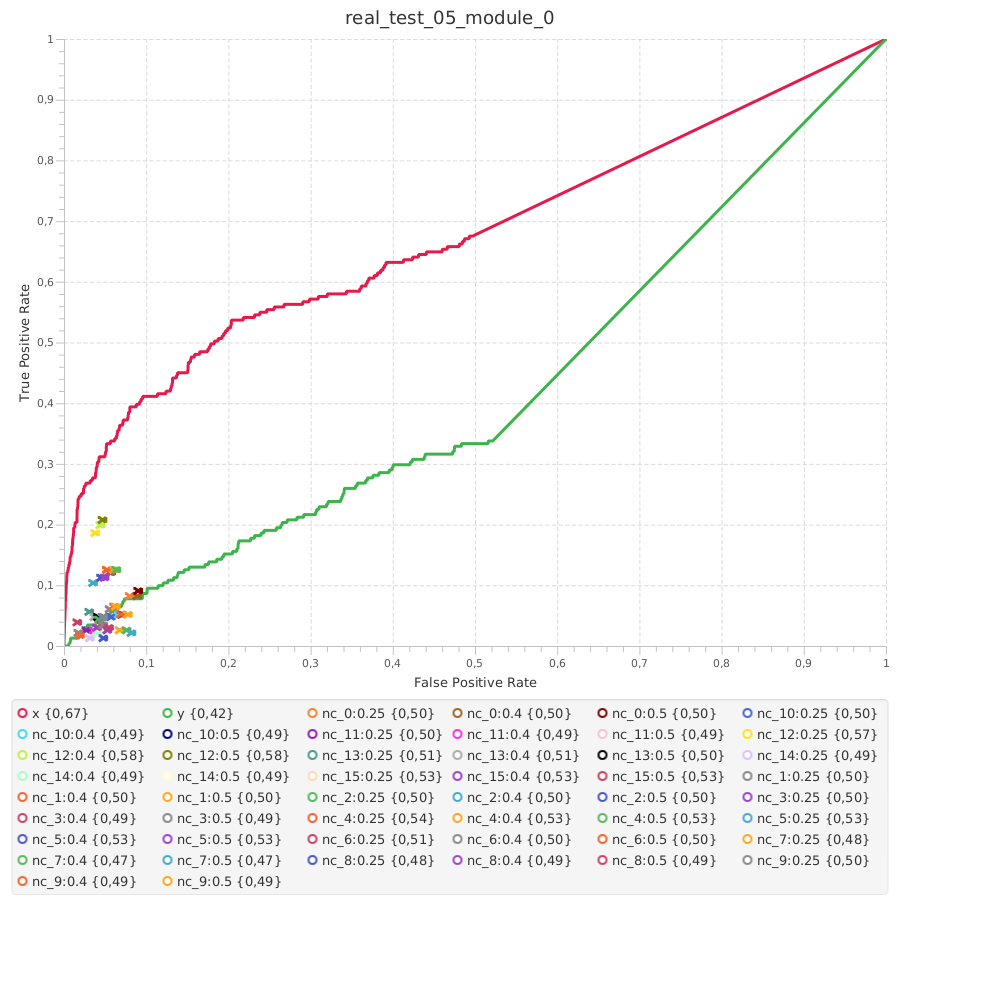 real_test_05_module_0
1
0,9
0,8
0,7
0,6
0,5
0,4
0,3
0,2
0,1
0
True Positive Rate
0 0,1 0,2 0,3 0,4 0,5 0,6 0,7 0,8 0,9 1
False Positive Rate
x {0,67} y {0,42} nc_0:0.25 {0,50} nc_0:0.4 {0,50} nc_0:0.5 {0,50} nc_10:0.25 {0,50}
nc_10:0.4 {0,49} nc_10:0.5 {0,49} nc_11:0.25 {0,50} nc_11:0.4 {0,49} nc_11:0.5 {0,49} nc_12:0.25 {0,57}
nc_12:0.4 {0,58} nc_12:0.5 {0,58} nc_13:0.25 {0,51} nc_13:0.4 {0,51} nc_13:0.5 {0,50} nc_14:0.25 {0,49}
nc_14:0.4 {0,49} nc_14:0.5 {0,49} nc_15:0.25 {0,53} nc_15:0.4 {0,53} nc_15:0.5 {0,53} nc_1:0.25 {0,50}
nc_1:0.4 {0,50} nc_1:0.5 {0,50} nc_2:0.25 {0,50} nc_2:0.4 {0,50} nc_2:0.5 {0,50} nc_3:0.25 {0,50}
nc_3:0.4 {0,49} nc_3:0.5 {0,49} nc_4:0.25 {0,54} nc_4:0.4 {0,53} nc_4:0.5 {0,53} nc_5:0.25 {0,53}
nc_5:0.4 {0,53} nc_5:0.5 {0,53} nc_6:0.25 {0,51} nc_6:0.4 {0,50} nc_6:0.5 {0,50} nc_7:0.25 {0,48}
nc_7:0.4 {0,47} nc_7:0.5 {0,47} nc_8:0.25 {0,48} nc_8:0.4 {0,49} nc_8:0.5 {0,49} nc_9:0.25 {0,50}
nc_9:0.4 {0,49} nc_9:0.5 {0,49}